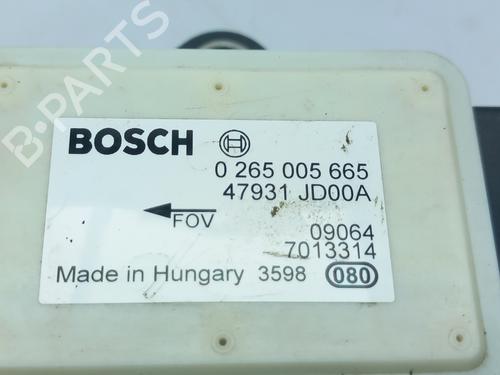 B-PARTS
BOSCH
0 265 005 665
47931 JD00A
FOV
09064
7013314
Made in Hungary 3598 080